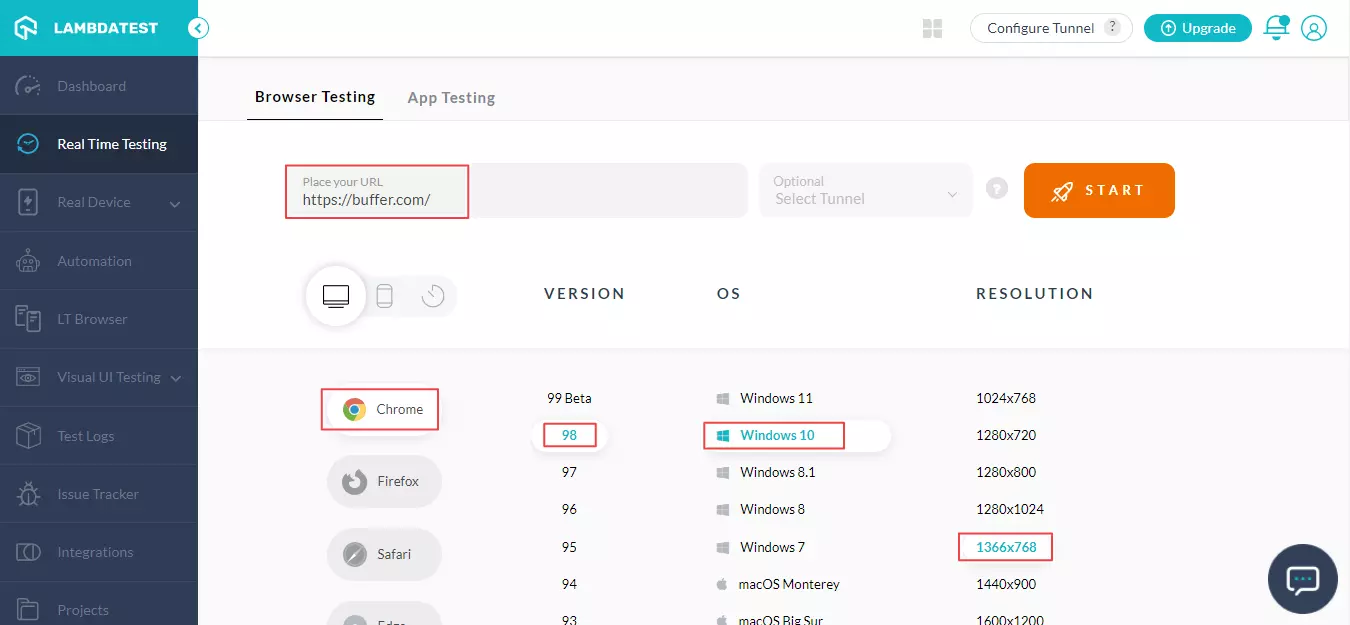 LAMBDATEST
Configure Tunnel ?
Upgrade
Dashboard
Real Time Testing
Real Device
Automation
LT Browser
Visual UI Testing
Test Logs
Issue Tracker
Integrations
Projects
Browser Testing
App Testing
Place your URL
https://buffer.com/
Optional
Select Tunnel
?
START
VERSION
OS
RESOLUTION
Chrome
Firefox
Safari
Edge
99 Beta
98
97
96
95
94
93
Windows 11
Windows 10
Windows 8.1
Windows 8
Windows 7
macOS Monterey
macOS Big Sur
1024x768
1280x720
1280x800
1280x1024
1366x768
1440x900
1600x1200